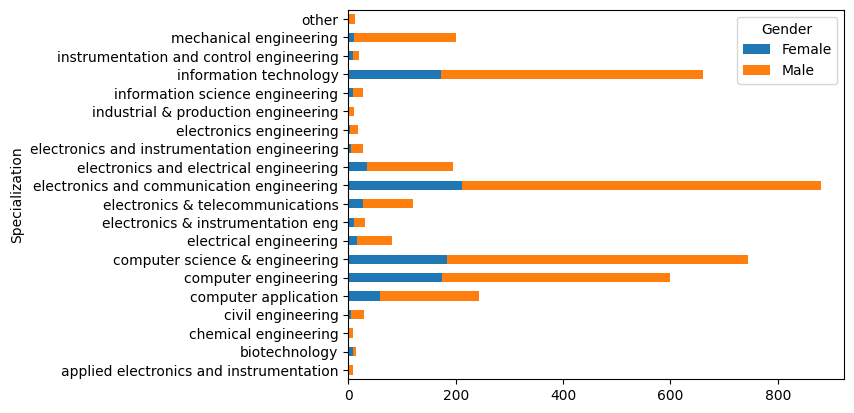 other
mechanical engineering
instrumentation and control engineering
information technology
information science engineering
industrial & production engineering
electronics engineering
electronics and instrumentation engineering
electronics and electrical engineering
electronics and communication engineering
electronics & telecommunications
electronics & instrumentation eng
electrical engineering
computer science & engineering
computer engineering
computer application
civil engineering
chemical engineering
biotechnology
applied electronics and instrumentation
Specialization
0 200 400 600 800
Gender
Female
Male